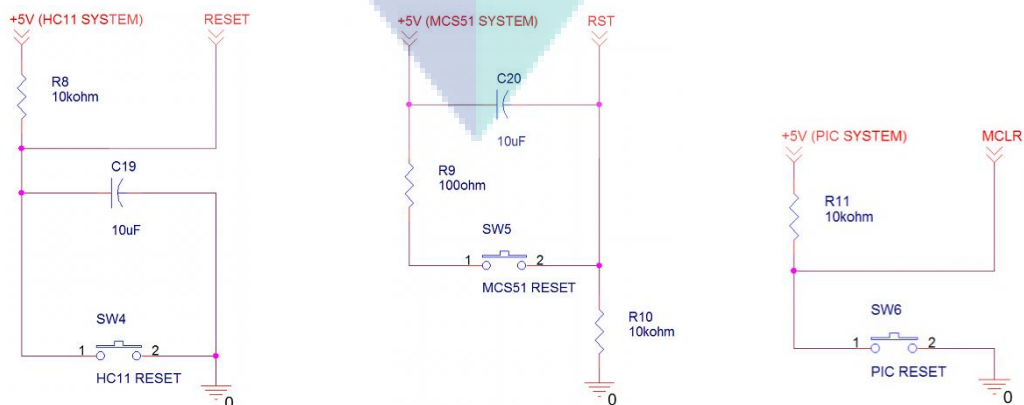 +5V (HC11 SYSTEM)
RESET
R8
10kohm
C19
10uF
SW4
1
2
HC11 RESET
0
+5V (MCS51 SYSTEM)
RST
C20
10uF
R9
100ohm
SW5
1
2
MCS51 RESET
R10
10kohm
0
+5V (PIC SYSTEM)
MCLR
R11
10kohm
SW6
1
2
PIC RESET
0